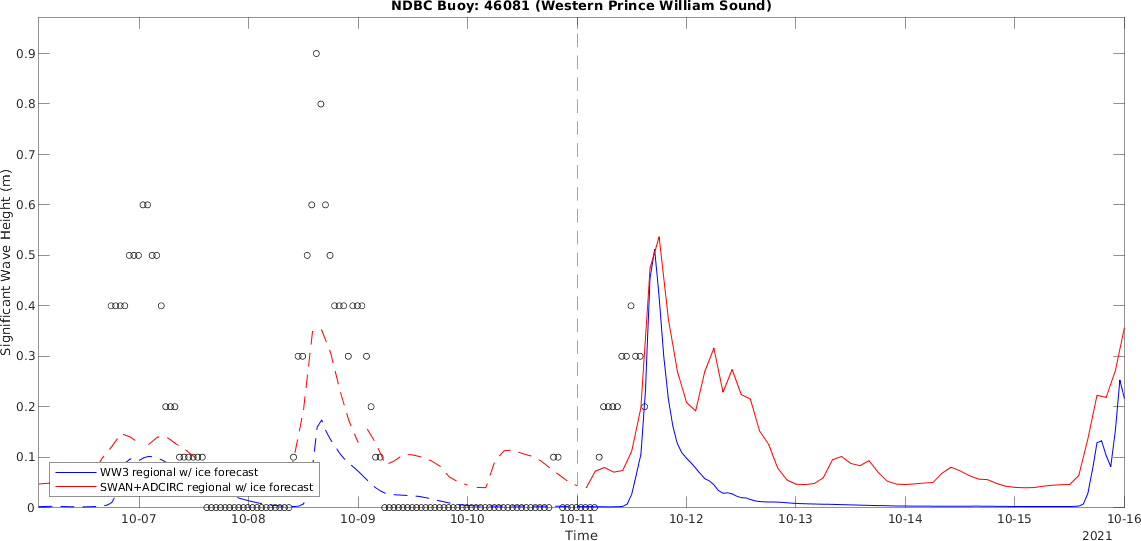 NDBC Buoy: 46081 (Western Prince William Sound)
Significant Wave Height (m)
0.9
0.8
0.7
0.6
0.5
0.4
0.3
0.2
0.1
0
WW3 regional w/ ice forecast
SWAN+ADCIRC regional w/ ice forecast
10-07 10-08 10-09 10-10 10-11 10-12 10-13 10-14 10-15 10-16
Time
2021